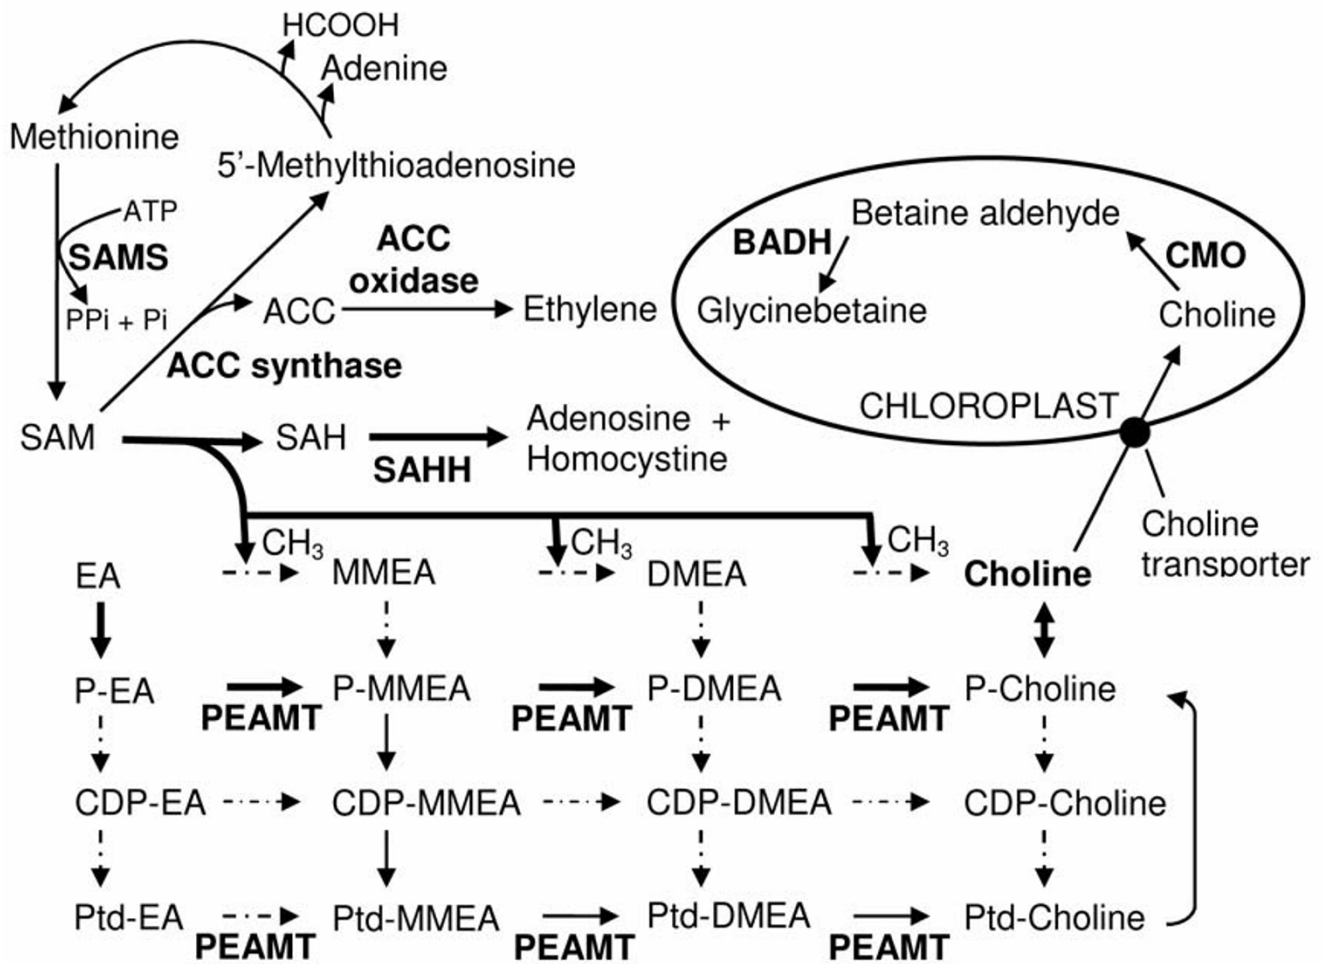 HCOOH
Adenine
Methionine
5’-Methylthioadenosine
ATP
SAMS
PPi + Pi
ACC
oxidase
ACC
Ethylene
ACC synthase
Betaine aldehyde
BADH
CMO
Glycinebetaine
Choline
CHLOROPLAST
SAM
SAH
SAHH
Adenosine +
Homocystine
Choline
transporter
CH3
CH3
CH3
EA
MMEA
DMEA
Choline
P-EA
P-MMEA
P-DMEA
P-Choline
PEAMT
PEAMT
PEAMT
CDP-EA
CDP-MMEA
CDP-DMEA
CDP-Choline
Ptd-EA
Ptd-MMEA
Ptd-DMEA
Ptd-Choline
PEAMT
PEAMT
PEAMT